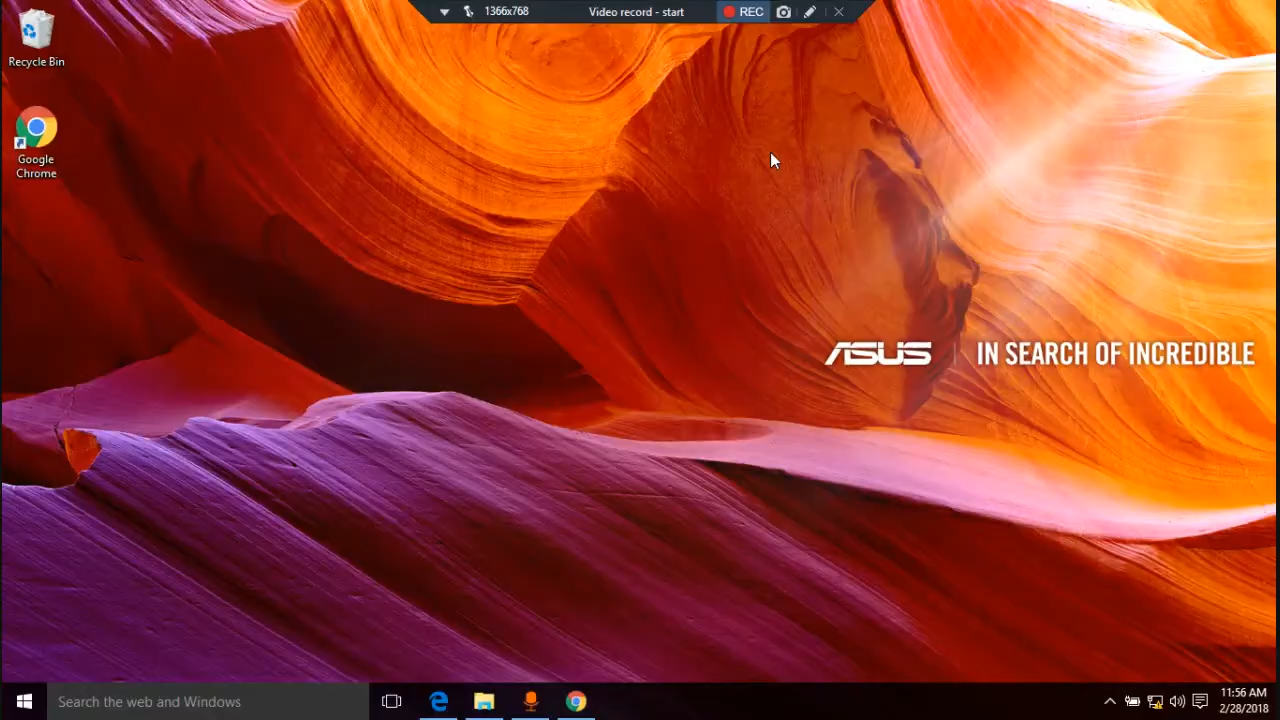 1366x768
Video record - start
REC
Recycle Bin
Google
Chrome
ASUS
IN SEARCH OF INCREDIBLE
Search the web and Windows
11:56 AM
2/28/2018